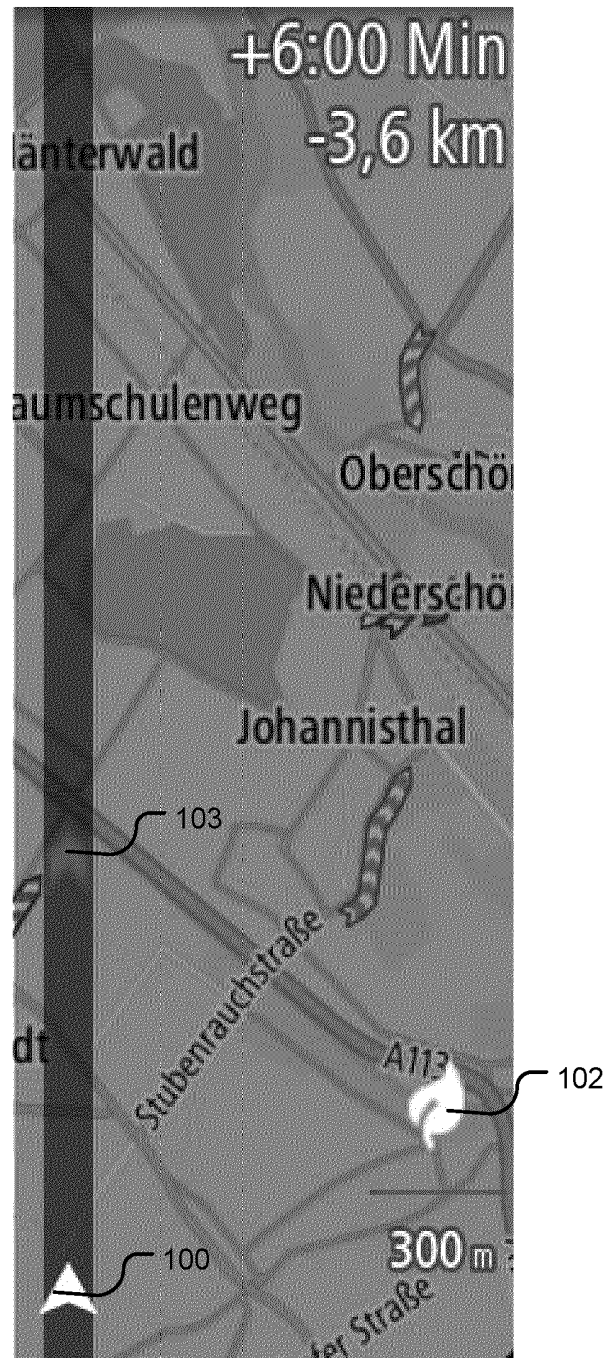 +6:00 Min
-3,6 km
länterwald
aumschulenweg
Oberschö
Niederschö
Johannisthal
103
Stubenrauchstraße
dt
A113
102
100
300 m
ter Straße